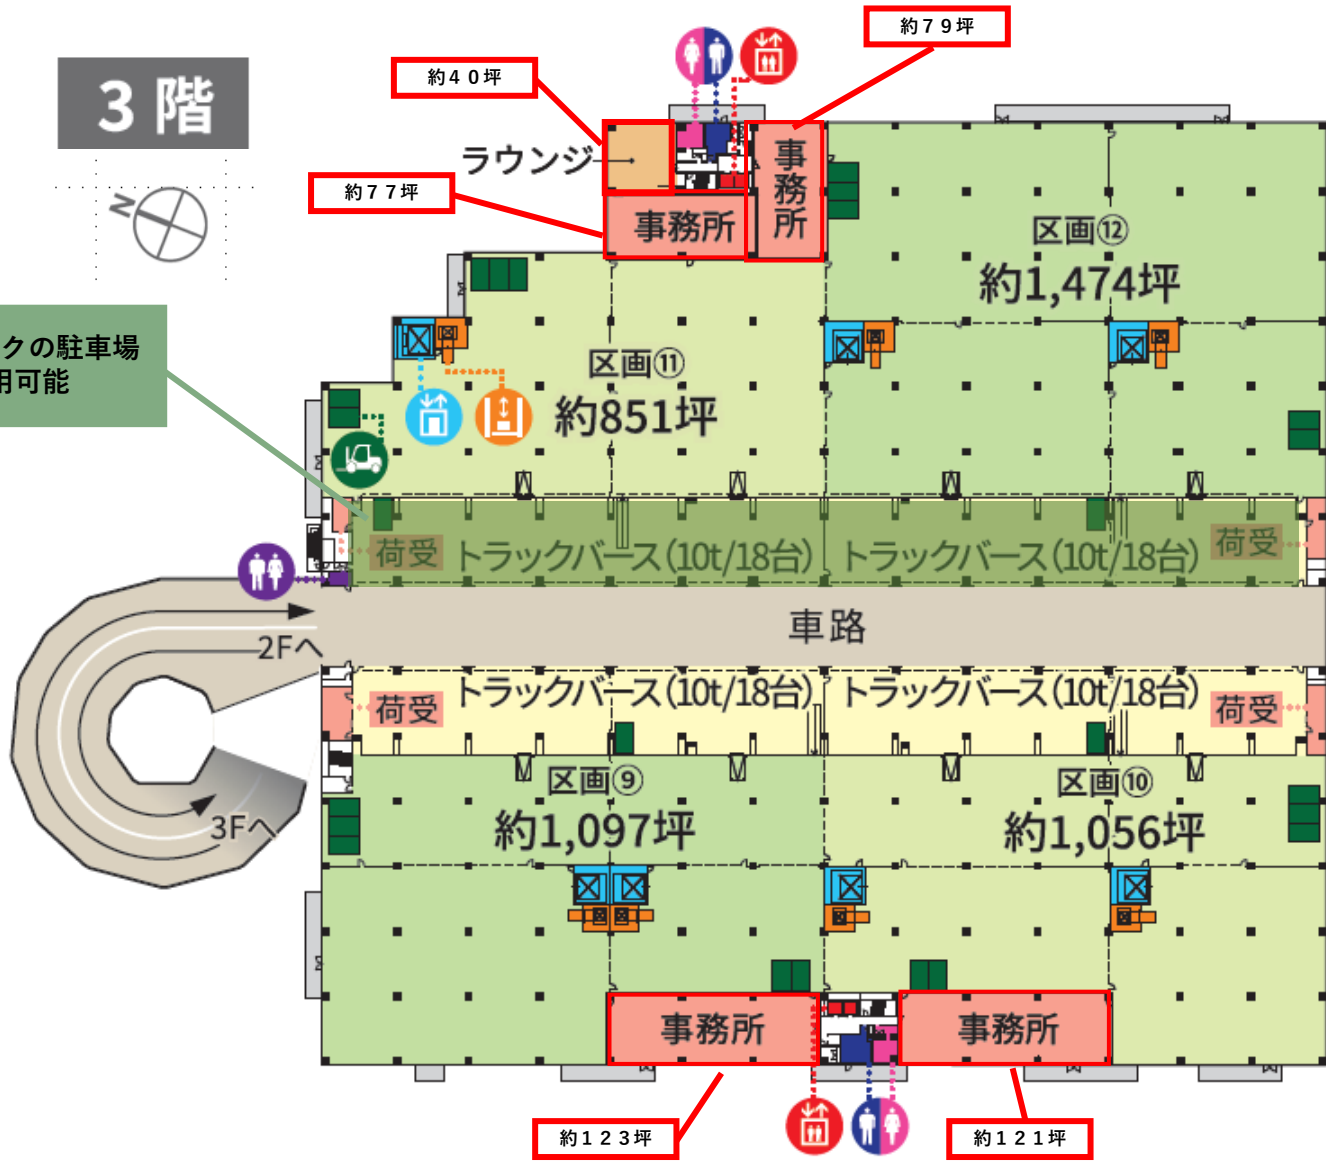 3 階
N
約４０坪
約７９坪
約７７坪
ラウンジ
事務所
事務所
区画⑫
約1,474坪
クの駐車場
用可能
区画⑪
約851坪
荷受
トラックバース（10t/18台）
トラックバース（10t/18台）
荷受
車路
2Fへ
3Fへ
荷受
トラックバース（10t/18台）
トラックバース（10t/18台）
荷受
区画⑨
約1,097坪
区画⑩
約1,056坪
事務所
事務所
約１２３坪
約１２１坪